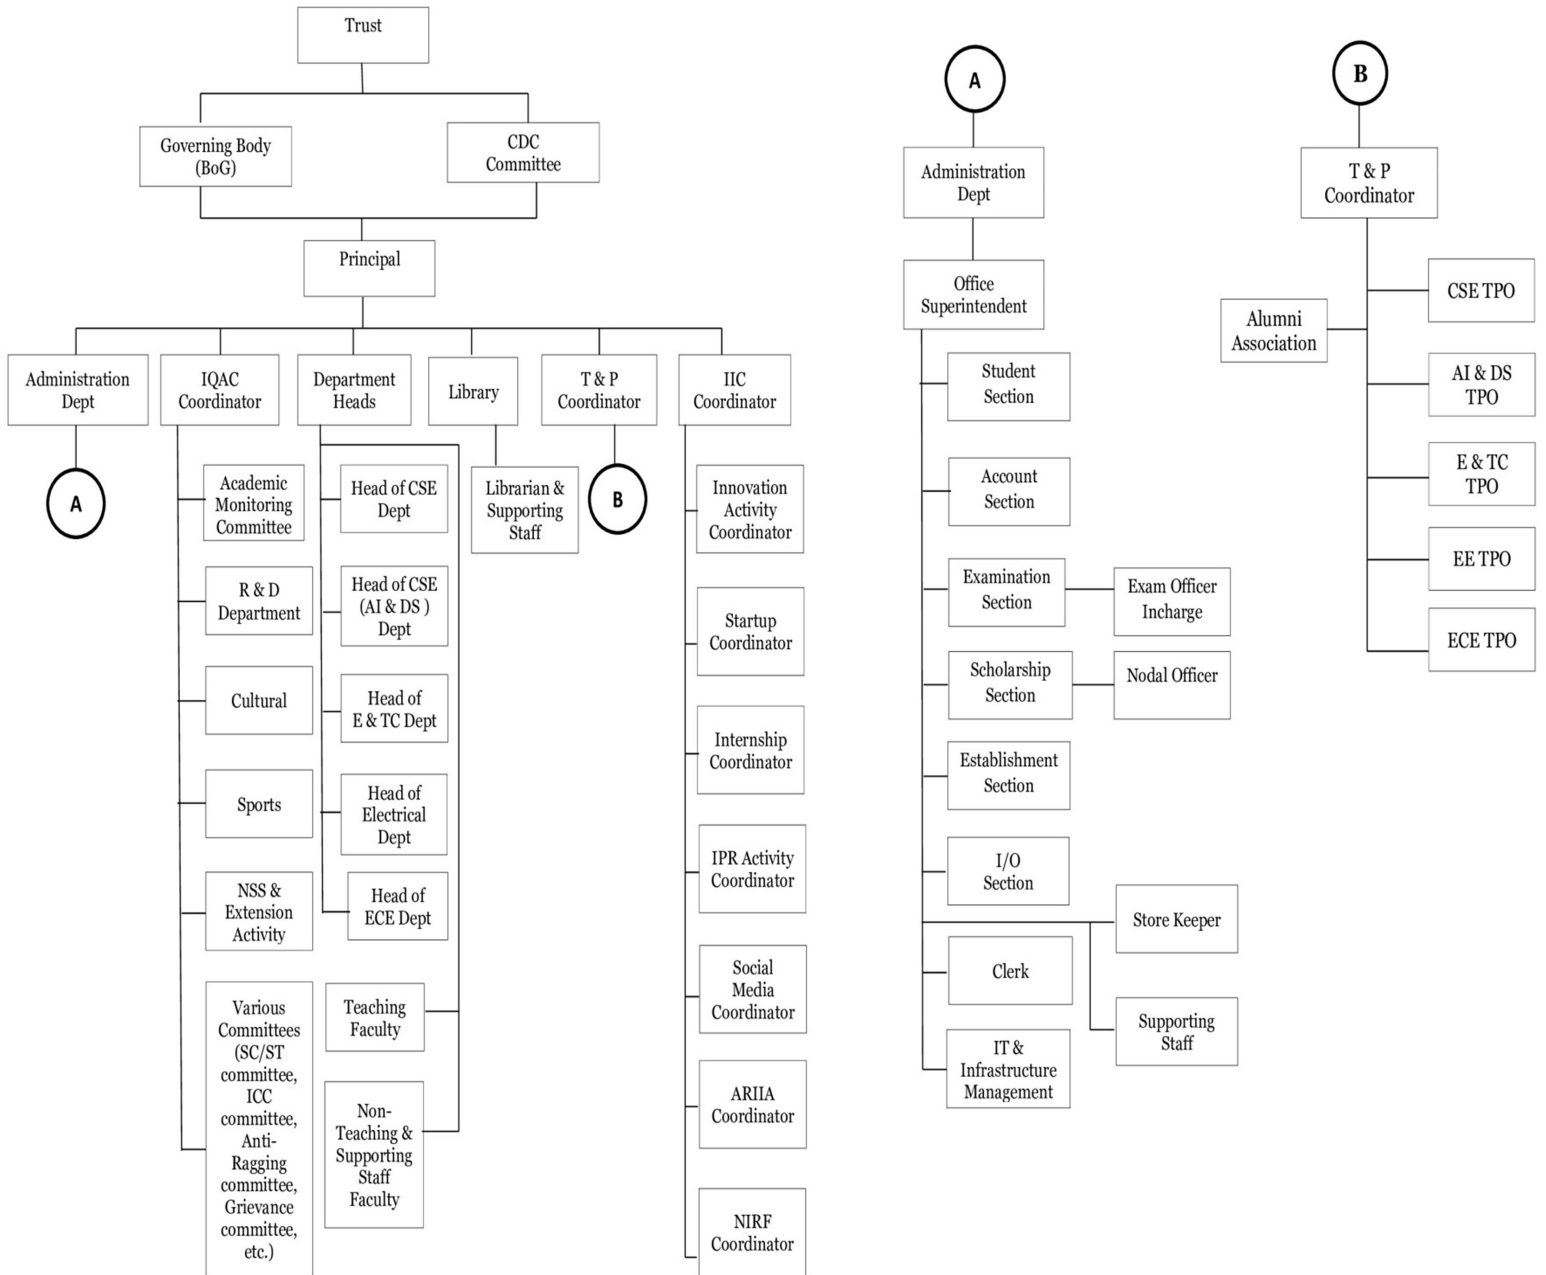 Trust
Governing Body
(BoG)
CDC
Committee
Principal
Administration
Dept
IQAC
Coordinator
Department
Heads
Library
T & P
Coordinator
IIC
Coordinator
A
Academic
Monitoring
Committee
R & D
Department
Cultural
Sports
NSS &
Extension
Activity
Various
Committees
(SC/ST
committee,
ICC
committee,
Anti-
Ragging
committee,
Grievance
committee,
etc.)
Head of CSE
Dept
Head of CSE
(AI & DS )
Dept
Head of
E & TC Dept
Head of
Electrical
Dept
Head of
ECE Dept
Teaching
Faculty
Non-
Teaching &
Supporting
Staff
Faculty
Librarian &
Supporting
Staff
B
Innovation
Activity
Coordinator
Startup
Coordinator
Internship
Coordinator
IPR Activity
Coordinator
Social
Media
Coordinator
ARIIA
Coordinator
NIRF
Coordinator
A
Administration
Dept
Office
Superintendent
Student
Section
Account
Section
Examination
Section
Exam Officer
Incharge
Scholarship
Section
Nodal Officer
Establishment
Section
I/O
Section
Store Keeper
Clerk
Supporting
Staff
IT &
Infrastructure
Management
B
T & P
Coordinator
Alumni
Association
CSE TPO
AI & DS
TPO
E & TC
TPO
EE TPO
ECE TPO